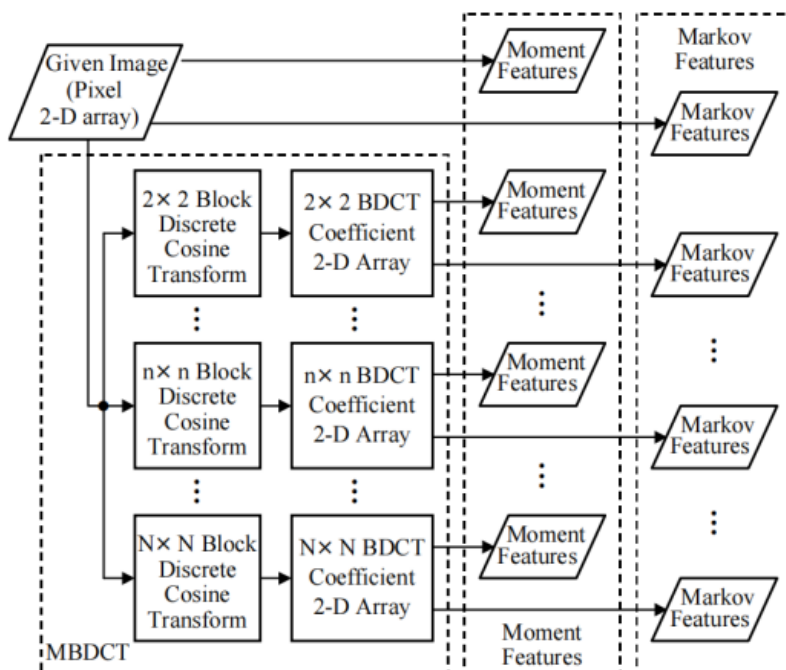 Given Image
(Pixel
2-D array)
Moment
Features
Markov
Features
Markov
Features
2× 2 Block
Discrete
Cosine
Transform
2× 2 BDCT
Coefficient
2-D Array
Moment
Features
Markov
Features
n× n Block
Discrete
Cosine
Transform
n× n BDCT
Coefficient
2-D Array
Moment
Features
Markov
Features
N× N Block
Discrete
Cosine
Transform
N× N BDCT
Coefficient
2-D Array
Moment
Features
Markov
Features
MBDCT
Moment
Features